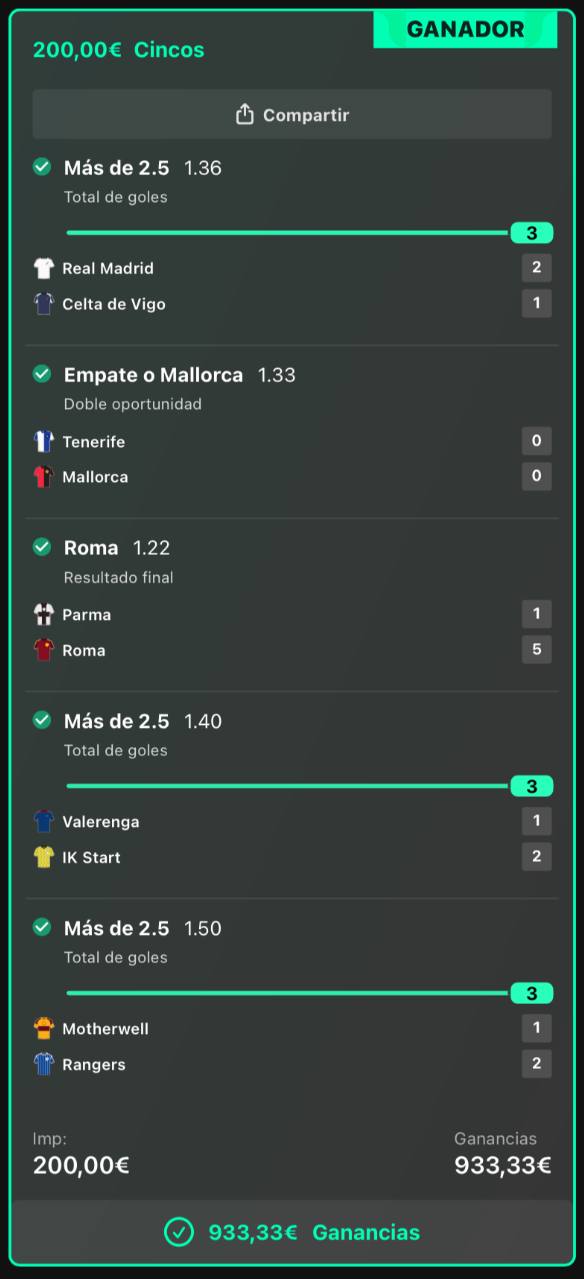 GANADOR
200,00€ Cincos
Compartir
Más de 2.5 1.36
Total de goles
3
Real Madrid 2
Celta de Vigo 1
Empate o Mallorca 1.33
Doble oportunidad
Tenerife 0
Mallorca 0
Roma 1.22
Resultado final
Parma 1
Roma 5
Más de 2.5 1.40
Total de goles
3
Valerenga 1
IK Start 2
Más de 2.5 1.50
Total de goles
3
Motherwell 1
Rangers 2
Imp: Ganancias
200,00€ 933,33€
933,33€ Ganancias